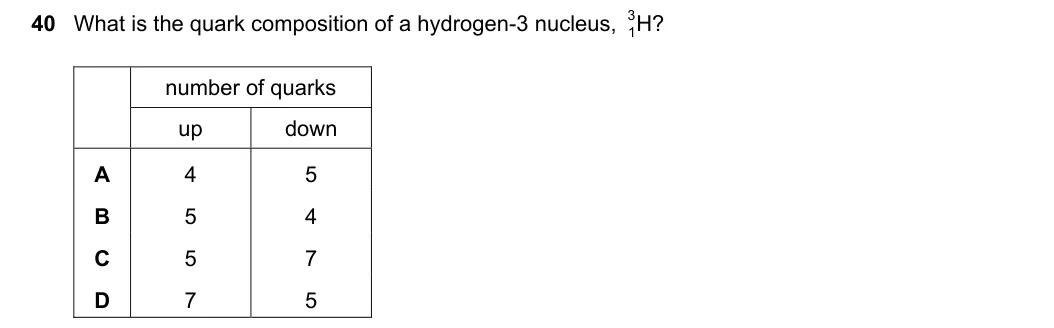 40 What is the quark composition of a hydrogen-3 nucleus, ³₁H?
number of quarks
up down
A 4 5
B 5 4
C 5 7
D 7 5